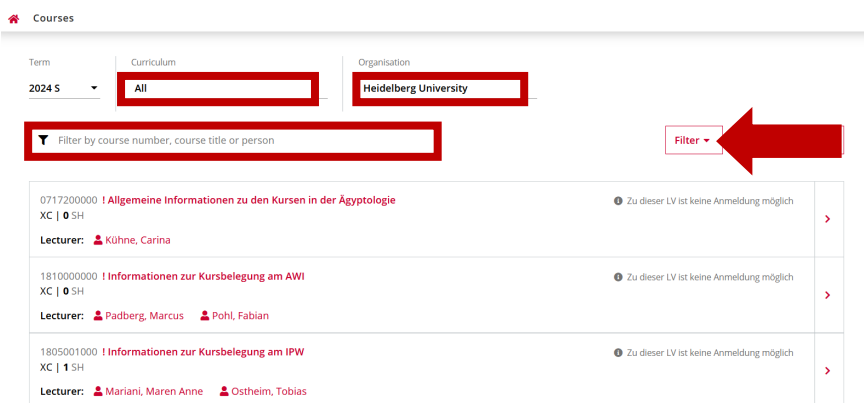 Courses
Term Curriculum Organisation
2024 S All Heidelberg University
Filter by course number, course title or person Filter
0717200000 ! Allgemeine Informationen zu den Kursen in der Ägyptologie Zu dieser LV ist keine Anmeldung möglich
XC | 0 SH
Lecturer: Kühne, Carina
1810000000 ! Informationen zur Kursbelegung am AWI Zu dieser LV ist keine Anmeldung möglich
XC | 0 SH
Lecturer: Padberg, Marcus Pohl, Fabian
1805001000 ! Informationen zur Kursbelegung am IPW Zu dieser LV ist keine Anmeldung möglich
XC | 1 SH
Lecturer: Mariani, Maren Anne Ostheim, Tobias